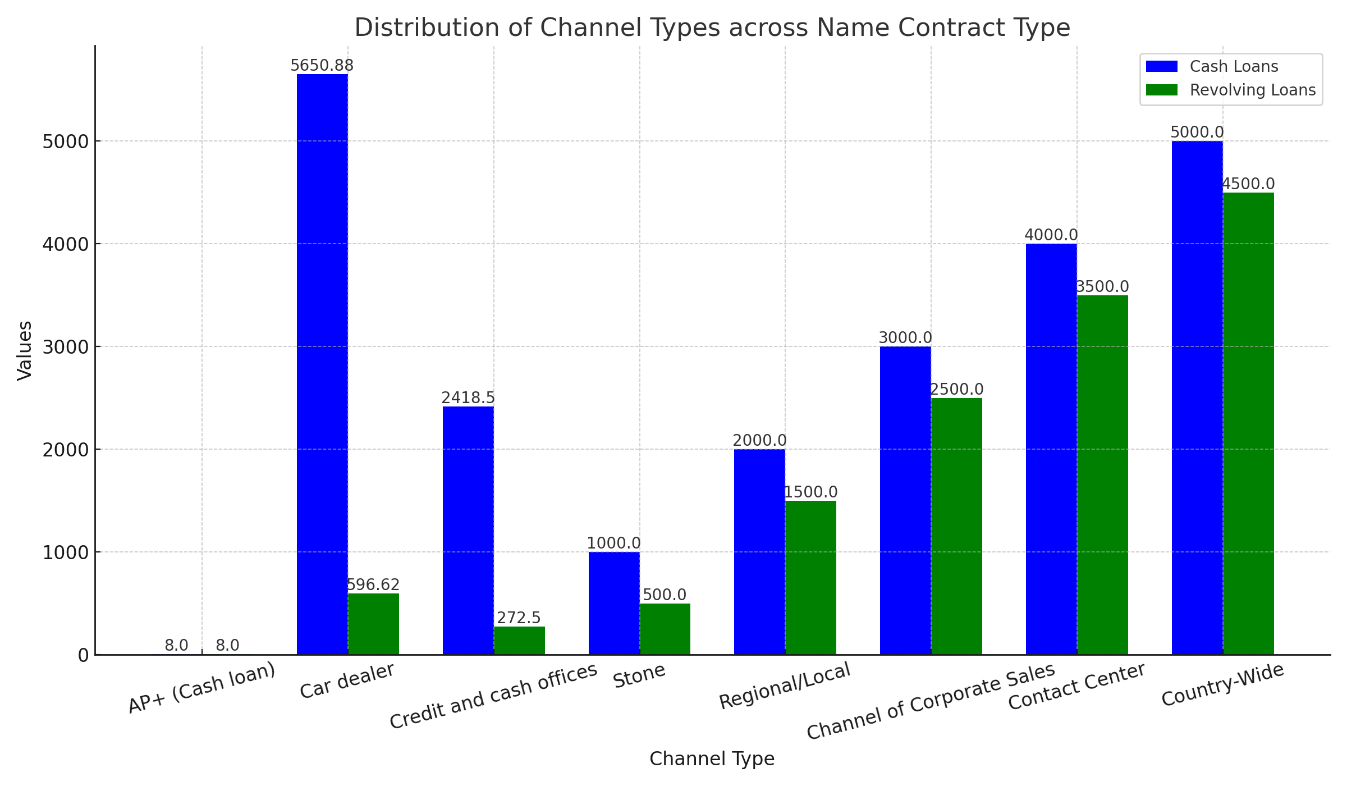 Distribution of Channel Types across Name Contract Type
Cash Loans
Revolving Loans
Values
5000
4000
3000
2000
1000
0
8.0
8.0
5650.88
596.62
2418.5
272.5
1000.0
500.0
2000.0
1500.0
3000.0
2500.0
4000.0
3500.0
5000.0
4500.0
AP+ (Cash loan)
Car dealer
Credit and cash offices
Stone
Regional/Local
Channel of Corporate Sales
Contact Center
Country-Wide
Channel Type